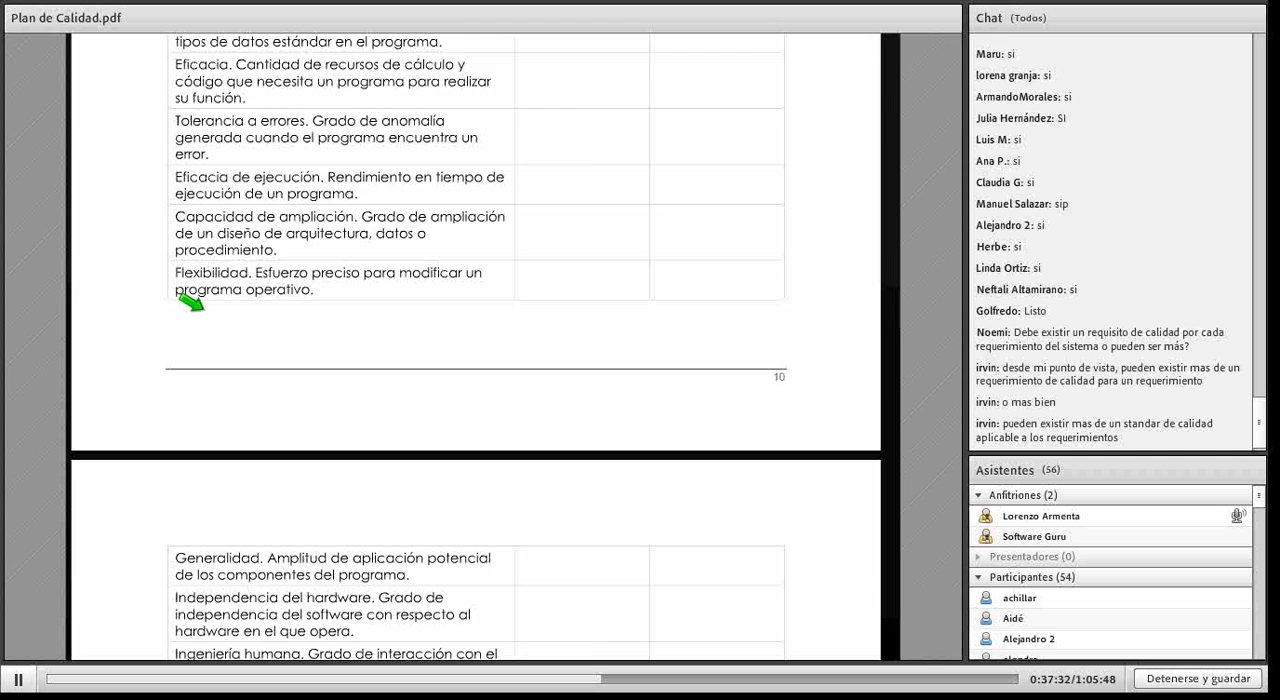 Plan de Calidad.pdf
tipos de datos estándar en el programa.
Eficacia. Cantidad de recursos de cálculo y
código que necesita un programa para realizar
su función.
Tolerancia a errores. Grado de anomalía
generada cuando el programa encuentra un
error.
Eficacia de ejecución. Rendimiento en tiempo de
ejecución de un programa.
Capacidad de ampliación. Grado de ampliación
de un diseño de arquitectura, datos o
procedimiento.
Flexibilidad. Esfuerzo preciso para modificar un
programa operativo.
10
Generalidad. Amplitud de aplicación potencial
de los componentes del programa.
Independencia del hardware. Grado de
independencia del software con respecto al
hardware en el que opera.
Ingeniería humana. Grado de interacción con el
Chat (Todos)
Maru: si
lorena granja: si
ArmandoMorales: si
Julia Hernández: SI
Luis M: si
Ana P.: si
Claudia G: si
Manuel Salazar: sip
Alejandro 2: si
Herbe: si
Linda Ortiz: si
Neftali Altamirano: si
Golfredo: Listo
Noemi: Debe existir un requisito de calidad por cada
requerimiento del sistema o pueden ser más?
irvin: desde mi punto de vista, pueden existir mas de un
requerimiento de calidad para un requerimiento
irvin: o mas bien
irvin: pueden existir mas de un standar de calidad
aplicable a los requerimientos
Asistentes (56)
Anfitriones (2)
Lorenzo Armenta
Software Guru
Presentadores (0)
Participantes (54)
achillar
Aidé
Alejandro 2
0:37:32/1:05:48
Detenerse y guardar